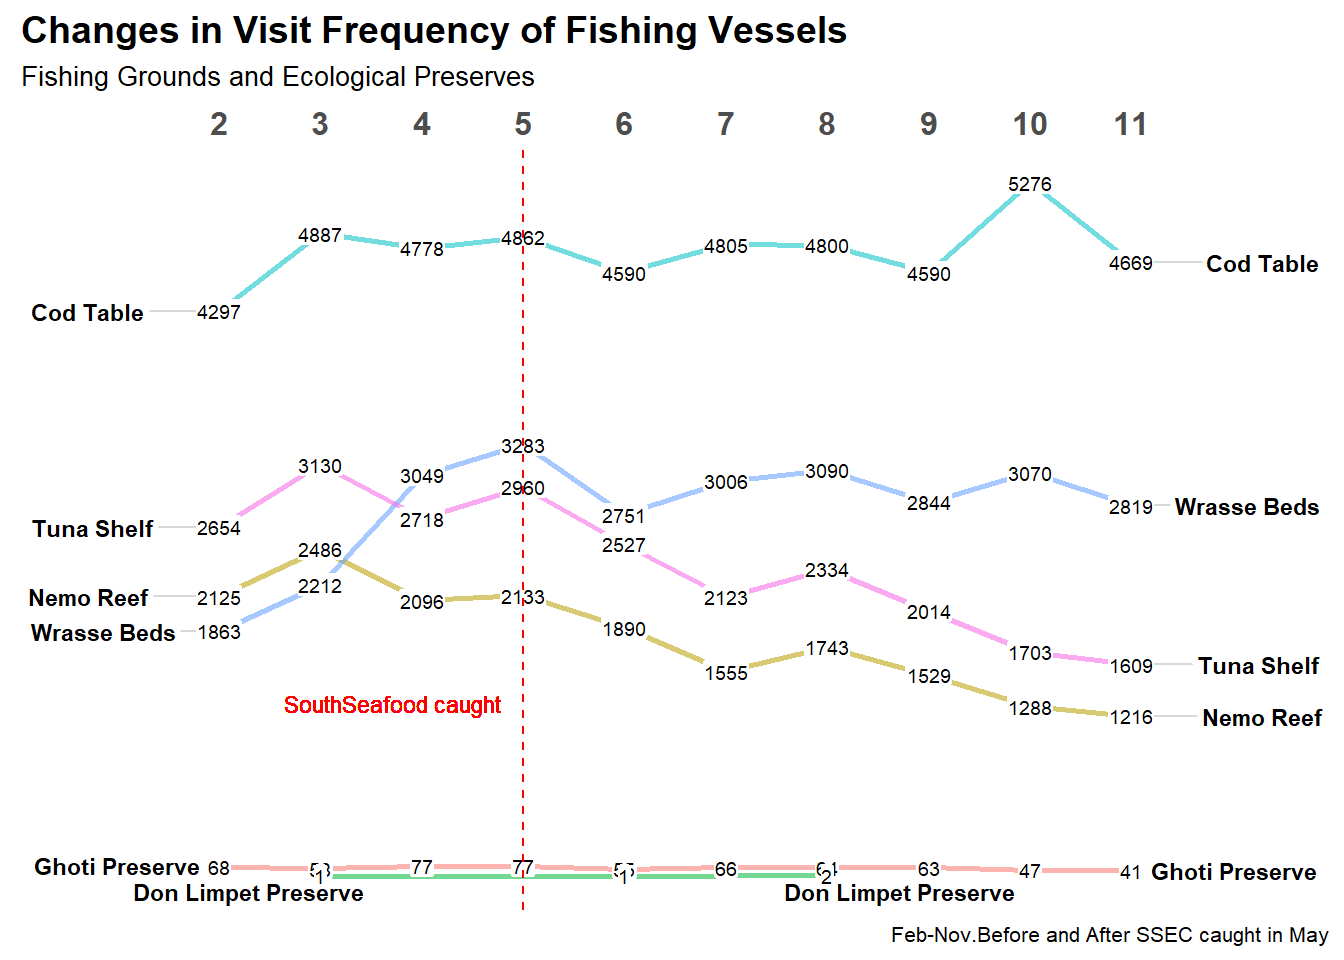 Changes in Visit Frequency of Fishing Vessels
Fishing Grounds and Ecological Preserves
2 3 4 5 6 7 8 9 10 11
5276
4887 4778 4862 4590 4805 4800 4590 4669
Cod Table
Cod Table 4297
3283
3130 3049 3006 3090 3070
2960 2844 2819 Wrasse Beds
Tuna Shelf 2654 2718 2751
2486 2527
2212 2334
Nemo Reef 2125 2096 2133 2123 2014
Wrasse Beds 1863 1890
1743 1703 1609 Tuna Shelf
1555 1529
SouthSeafood caught 1288 1216 Nemo Reef
Ghoti Preserve 68 77 77 66 63 47 41 Ghoti Preserve
1 1 2
Don Limpet Preserve Don Limpet Preserve
Feb-Nov.Before and After SSEC caught in May